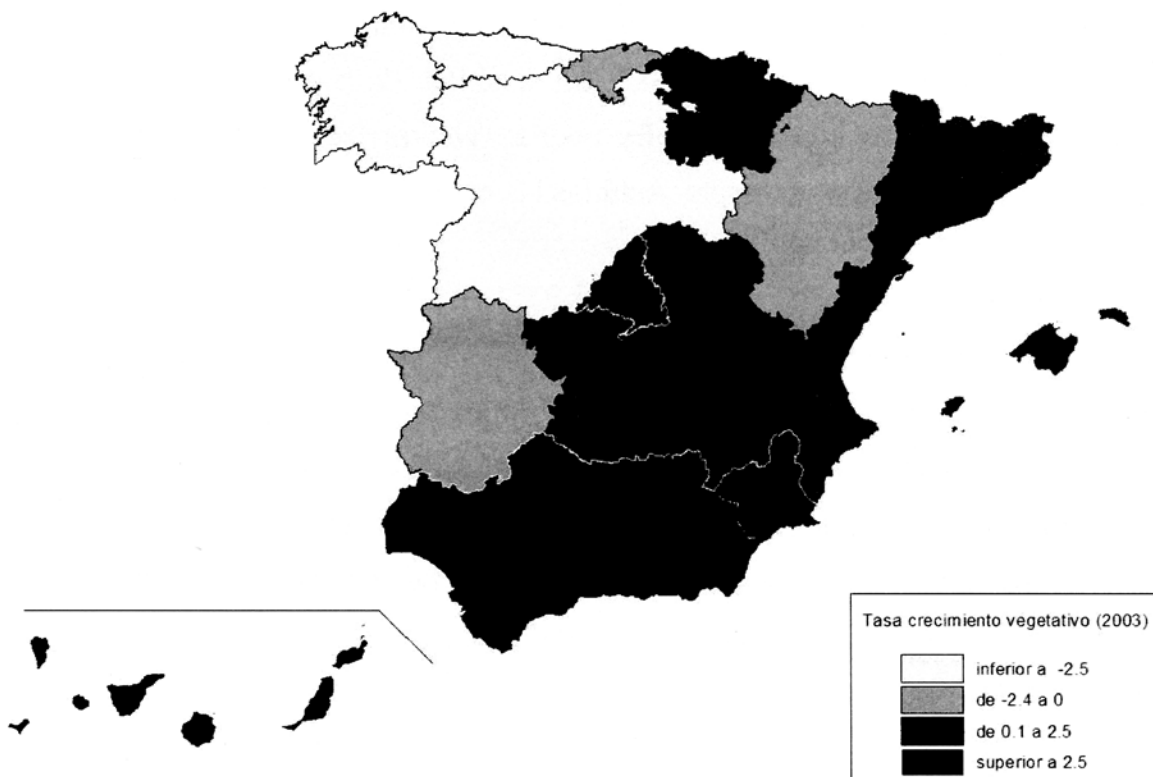 Tasa crecimiento vegetativo (2003)
inferior a -2.5
de -2.4 a 0
de 0.1 a 2.5
superior a 2.5